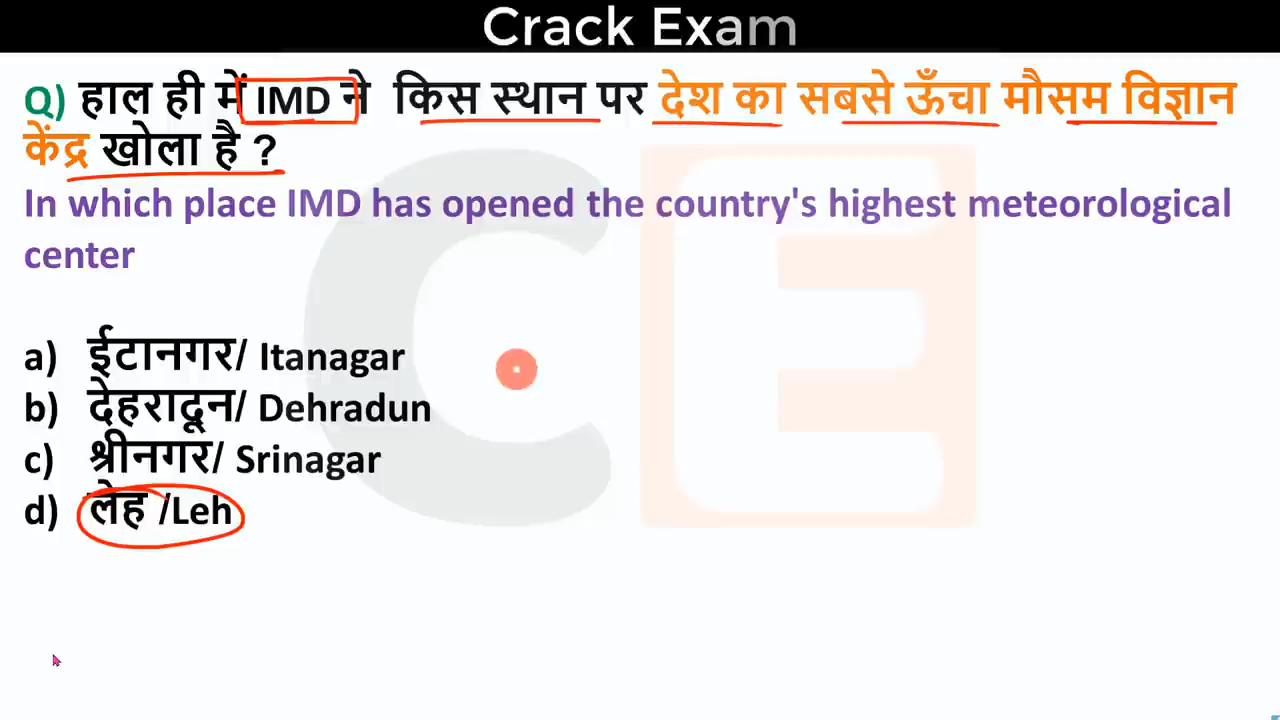 Crack Exam
Q) हाल ही में IMD ने किस स्थान पर देश का सबसे ऊँचा मौसम विज्ञान
केंद्र खोला है ?
In which place IMD has opened the country's highest meteorological
center
a) ईटानगर/ Itanagar
b) देहरादून/ Dehradun
c) श्रीनगर/ Srinagar
d) लेह /Leh
CE